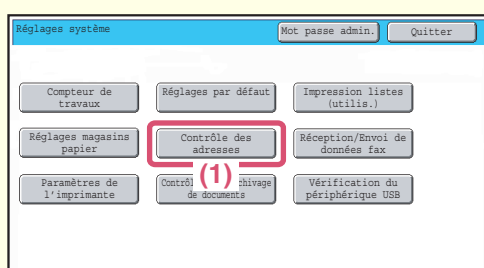 Réglages système
Mot passe admin.
Quitter
Compteur de
travaux
Réglages par défaut
Impression listes
(utilis.)
Réglages magasins
papier
Contrôle des
adresses
Réception/Envoi de
données fax
(1)
Paramètres de
l'imprimante
de documents
Vérification du
périphérique USB